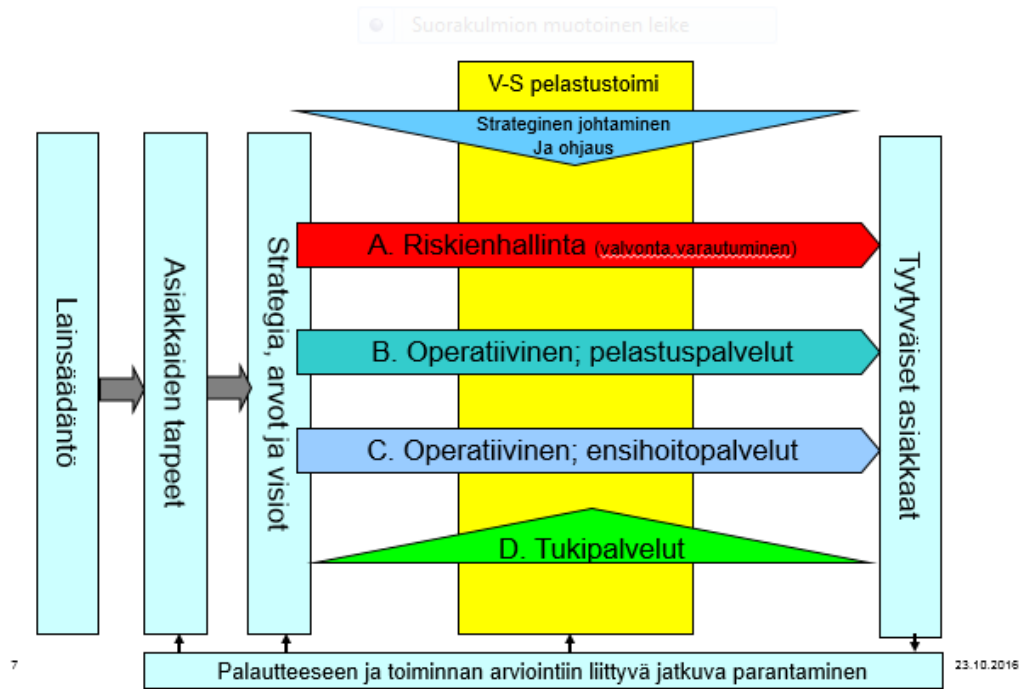 Suorakulmion muotoinen leike
V-S pelastustoimi
Strateginen johtaminen
Ja ohjaus
Lainsäädäntö
Asiakkaiden tarpeet
Strategia, arvot ja visiot
A. Riskienhallinta (valvonta,varautuminen)
B. Operatiivinen; pelastuspalvelut
C. Operatiivinen; ensihoitopalvelut
D. Tukipalvelut
Tyytyväiset asiakkaat
Palautteeseen ja toiminnan arviointiin liittyvä jatkuva parantaminen
7
23.10.2016